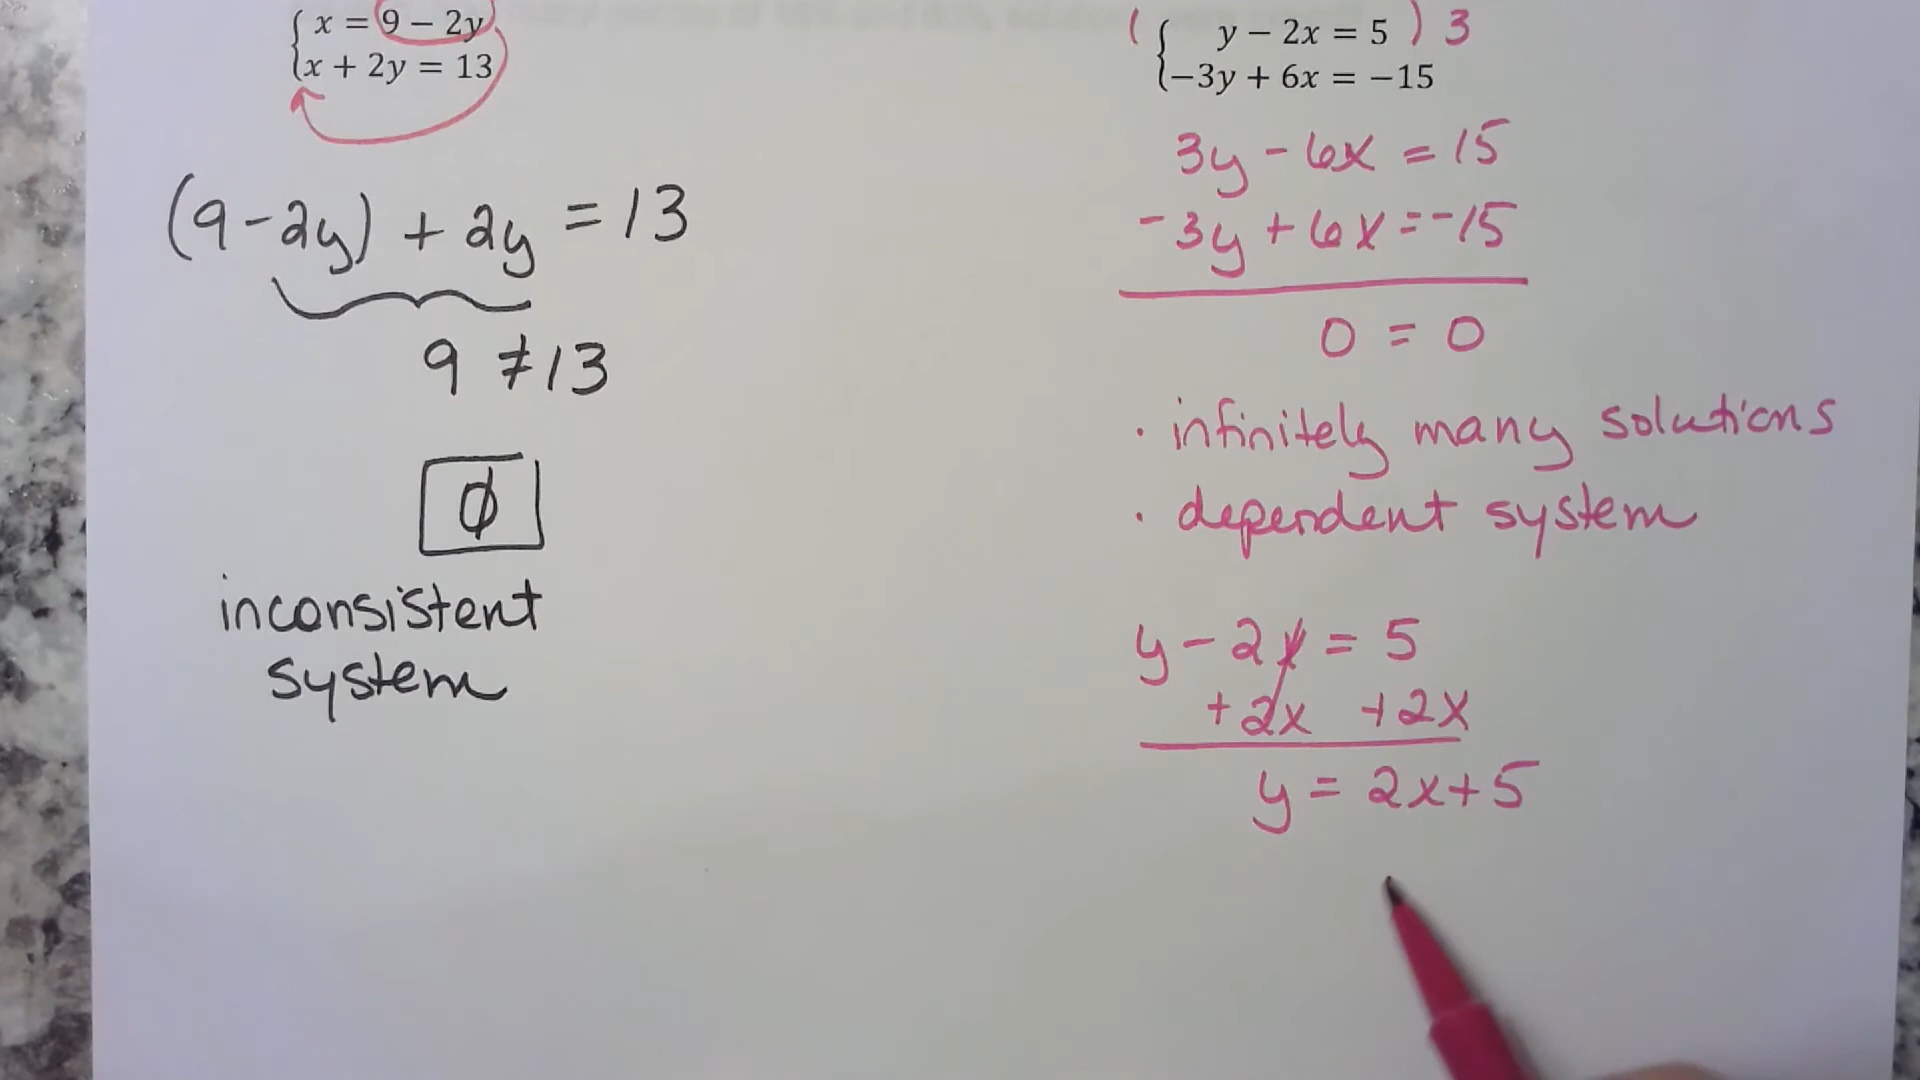 x = 9 − 2y
x + 2y = 13
(9 - 2y) + 2y = 13
9 ≠ 13
∅
inconsistent
system
( y − 2x = 5 ) 3
−3y + 6x = −15
3y - 6x = 15
-3y + 6x = -15
0 = 0
· infinitely many solutions
· dependent system
y - 2x = 5
+ 2x +2x
y = 2x + 5